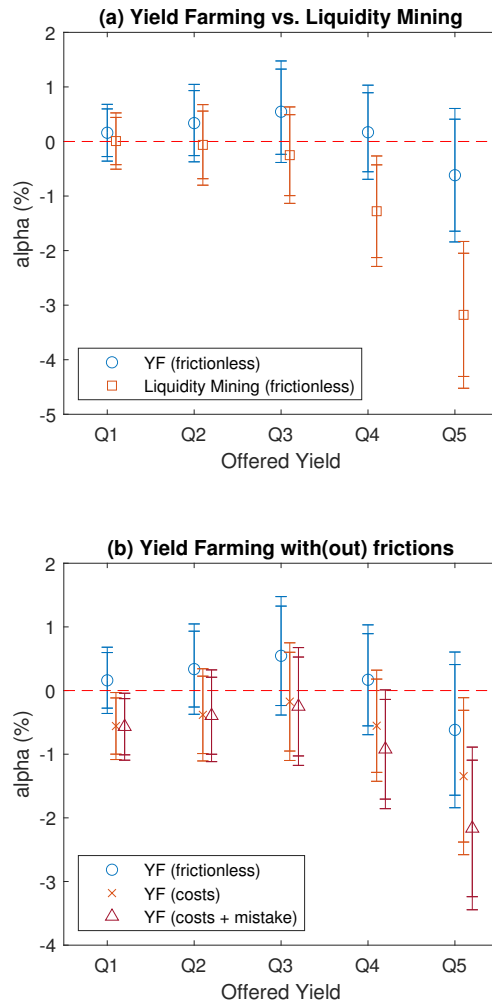 (a) Yield Farming vs. Liquidity Mining
2
1
0
-1
-2
-3
-4
-5
alpha (%)
YF (frictionless)
Liquidity Mining (frictionless)
Q1 Q2 Q3 Q4 Q5
Offered Yield
(b) Yield Farming with(out) frictions
2
1
0
-1
-2
-3
-4
alpha (%)
YF (frictionless)
YF (costs)
YF (costs + mistake)
Q1 Q2 Q3 Q4 Q5
Offered Yield